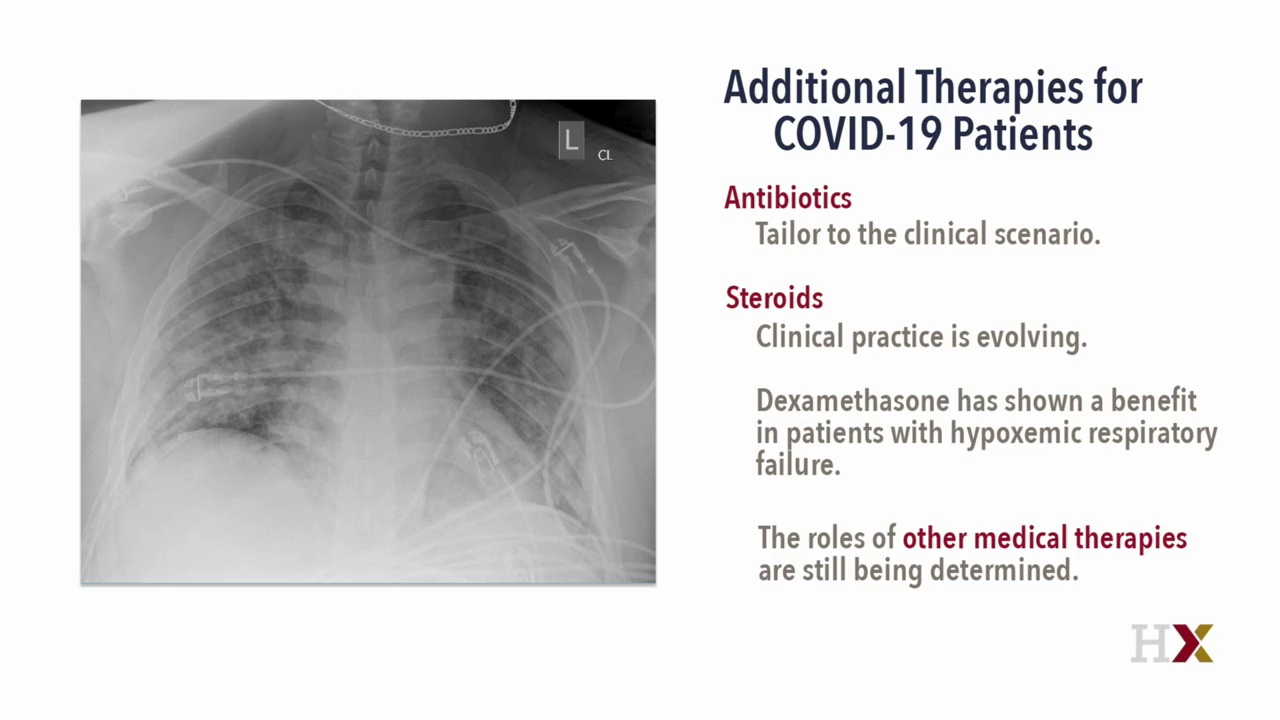 L
CL
Additional Therapies for
COVID-19 Patients
Antibiotics
Tailor to the clinical scenario.
Steroids
Clinical practice is evolving.
Dexamethasone has shown a benefit
in patients with hypoxemic respiratory
failure.
The roles of other medical therapies
are still being determined.
HX